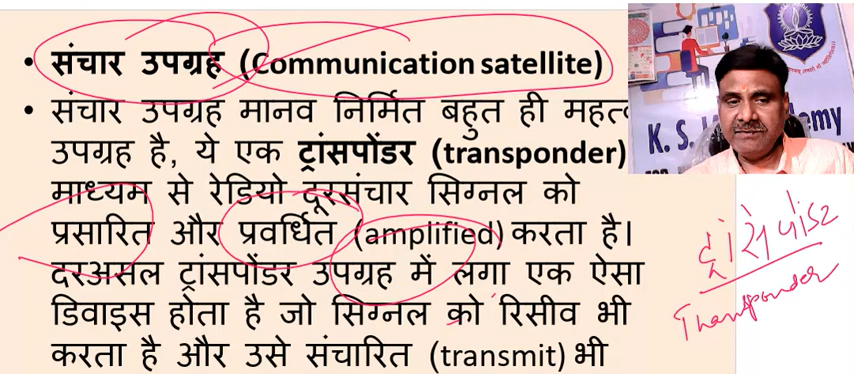 • संचार उपग्रह (Communication satellite)
• संचार उपग्रह मानव निर्मित बहुत ही
उपग्रह है, ये एक ट्रांसपोंडर (transponder)
माध्यम से रेडियो दूरसंचार सिग्नल को
प्रसारित और प्रवर्धित (amplified) करता है।
दरअसल ट्रांसपोंडर उपग्रह में लगा एक ऐसा
डिवाइस होता है जो सिग्नल को रिसीव भी
करता है और उसे संचारित (transmit) भी
K. S.
ट्रांसपोंडर
Transponder